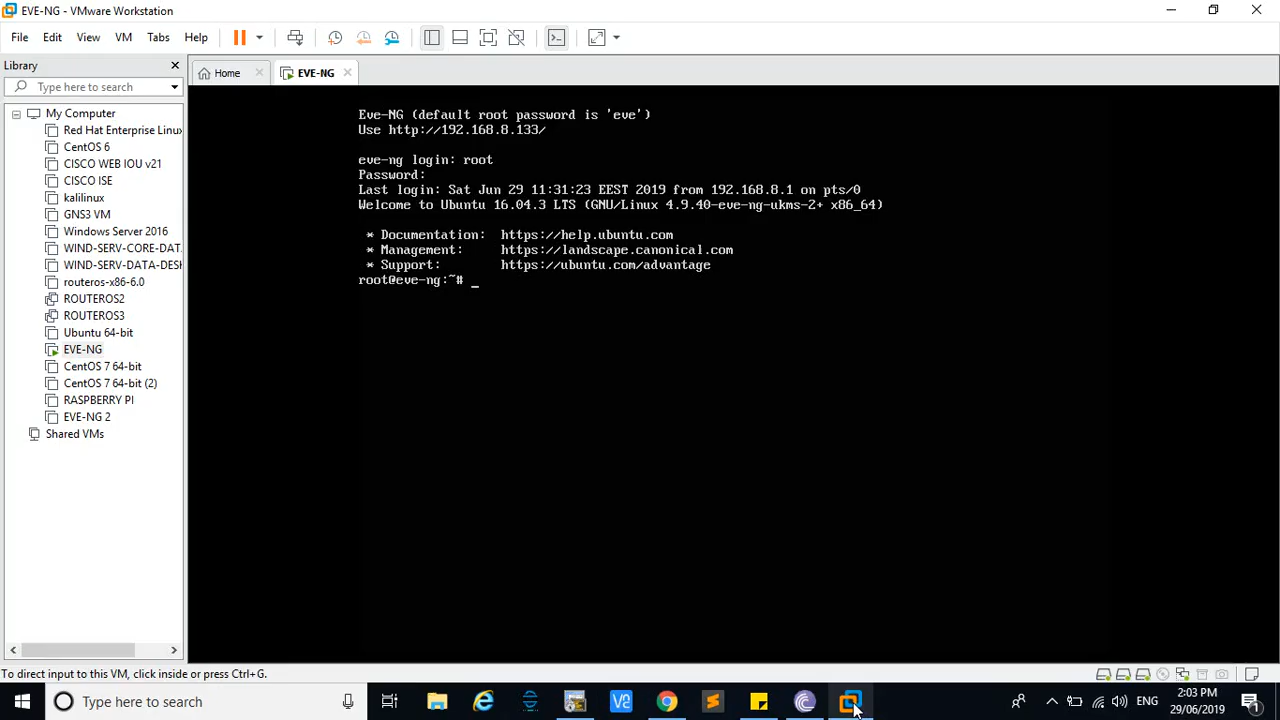 EVE-NG - VMware Workstation
File Edit View VM Tabs Help
Library
Type here to search
My Computer
Red Hat Enterprise Linux
CentOS 6
CISCO WEB IOU v21
CISCO ISE
kalilinux
GNS3 VM
Windows Server 2016
WIND-SERV-CORE-DAT
WIND-SERV-DATA-DESI
routeros-x86-6.0
ROUTEROS2
ROUTEROS3
Ubuntu 64-bit
EVE-NG
CentOS 7 64-bit
CentOS 7 64-bit (2)
RASPBERRY PI
EVE-NG 2
Shared VMs
Home
EVE-NG
Eve-NG (default root password is 'eve')
Use http://192.168.8.133/
eve-ng login: root
Password:
Last login: Sat Jun 29 11:31:23 EEST 2019 from 192.168.8.1 on pts/0
Welcome to Ubuntu 16.04.3 LTS (GNU/Linux 4.9.40-eve-ng-ukms-2+ x86_64)
* Documentation: https://help.ubuntu.com
* Management: https://landscape.canonical.com
* Support: https://ubuntu.com/advantage
root@eve-ng:~# _
To direct input to this VM, click inside or press Ctrl+G.
Type here to search
V2
ENG
2:03 PM
29/06/2019
1